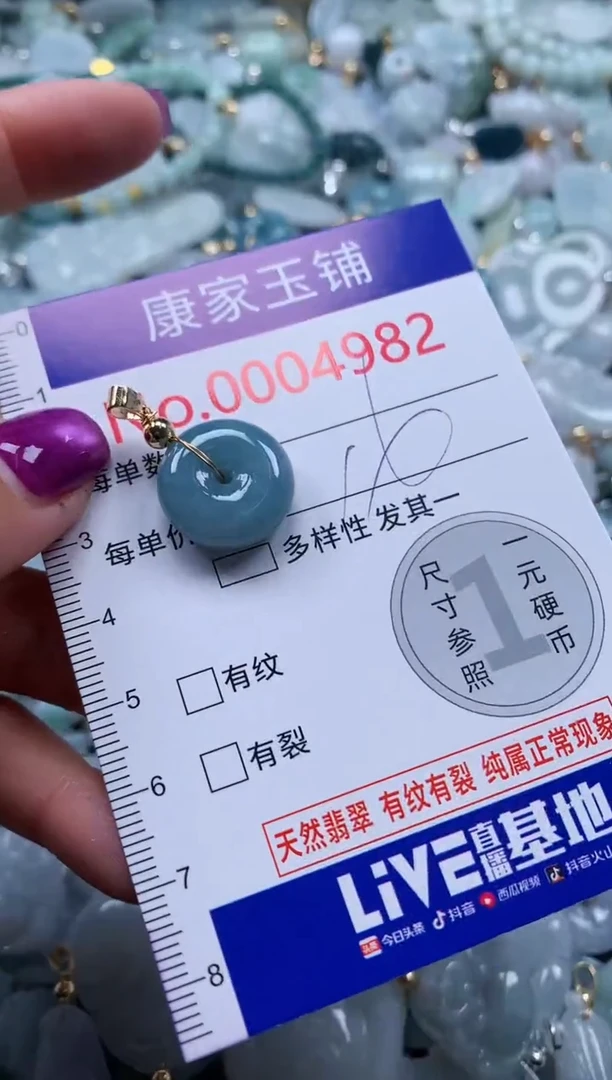 康家玉铺
No.0004982
每单数
每单价
多样性 发其一
尺寸参照
1
一元硬币
有纹
有裂
天然翡翠 有纹有裂 纯属正常现象
LiVE直播基地
头条 今日头条 抖音 西瓜视频 抖音火山
0
1
3
4
5
6
7
8